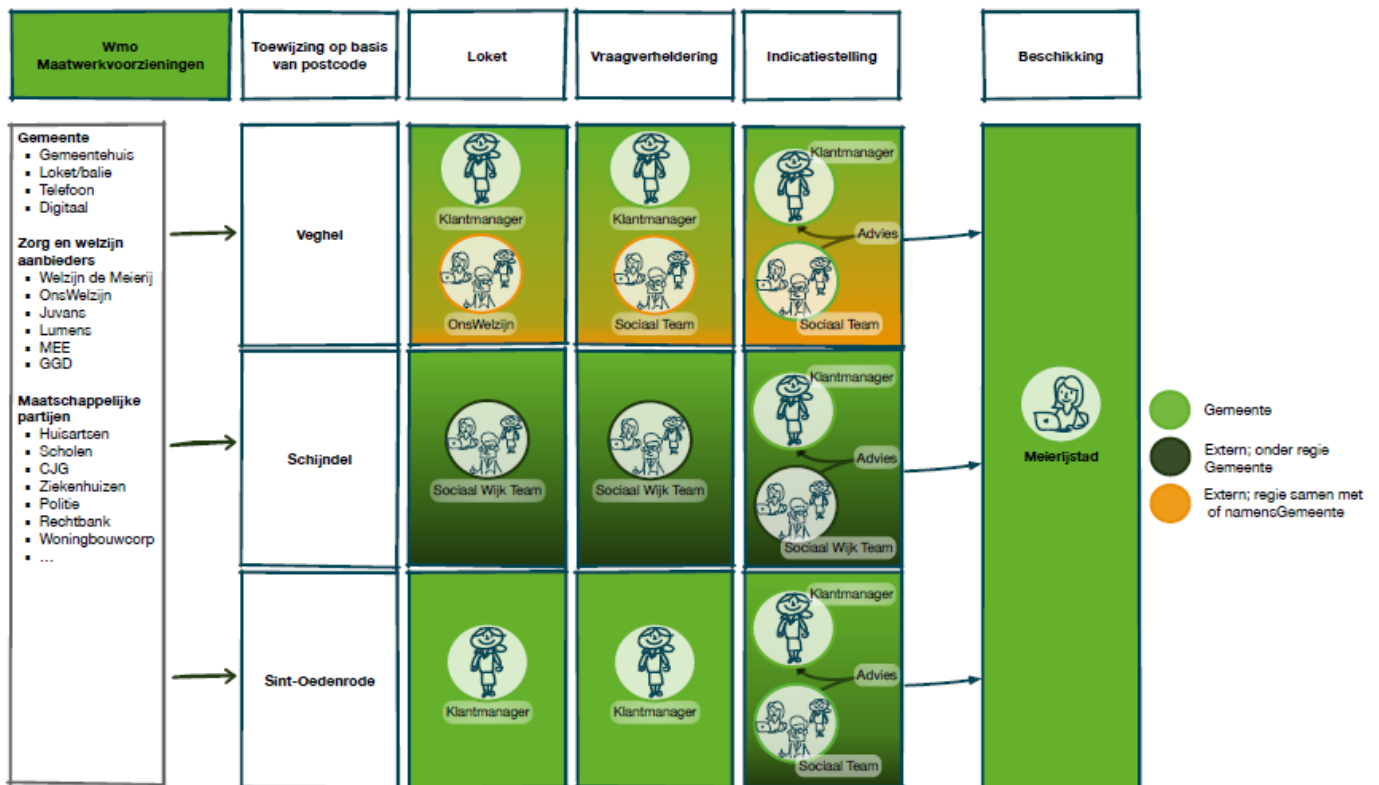 Wmo
Maatwerkvoorzieningen
Toewijzing op basis
van postcode
Loket
Vraagverheldering
Indicatiestelling
Beschikking
Gemeente
▪ Gemeentehuis
▪ Loket/balie
▪ Telefoon
▪ Digitaal
Zorg en welzijn
aanbieders
▪ Welzijn de Meierij
▪ OnsWelzijn
▪ Juvans
▪ Lumens
▪ MEE
▪ GGD
Maatschappelijke
partijen
▪ Huisartsen
▪ Scholen
▪ CJG
▪ Ziekenhuizen
▪ Politie
▪ Rechtbank
▪ Woningbouwcorp
▪ ...
Veghel
Klantmanager
OnsWelzijn
Klantmanager
Sociaal Team
Klantmanager
Advies
Sociaal Team
Schijndel
Sociaal Wijk Team
Sociaal Wijk Team
Klantmanager
Advies
Sociaal Wijk Team
Sint-Oedenrode
Klantmanager
Klantmanager
Klantmanager
Advies
Sociaal Team
Meierijstad
Gemeente
Extern; onder regie
Gemeente
Extern; regie samen met
of namensGemeente